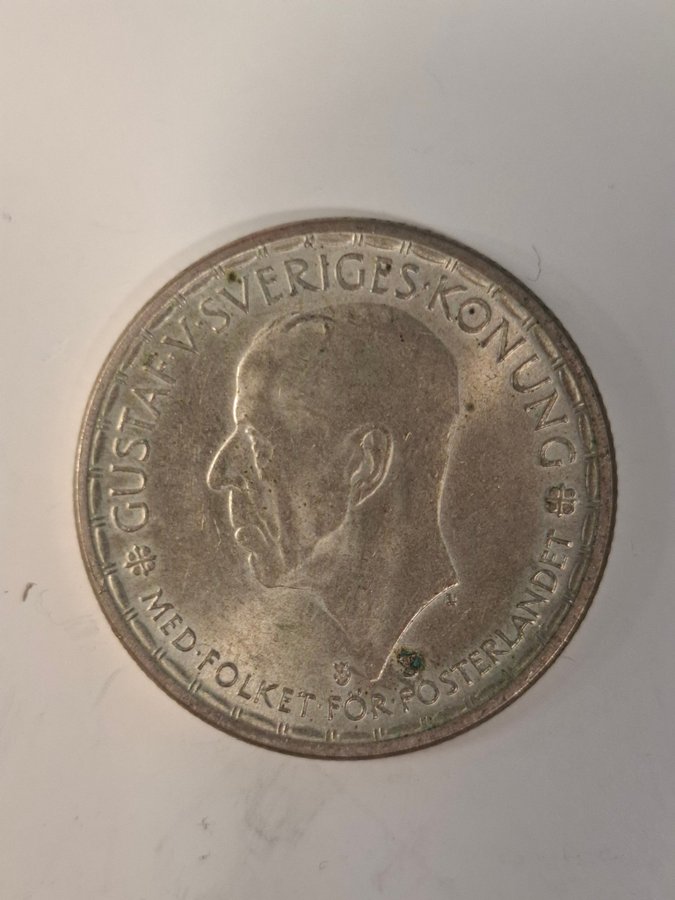 GUSTAF·V·SVERIGES·KONUNG
MED·FOLKET·FÖR·FOSTERLANDET